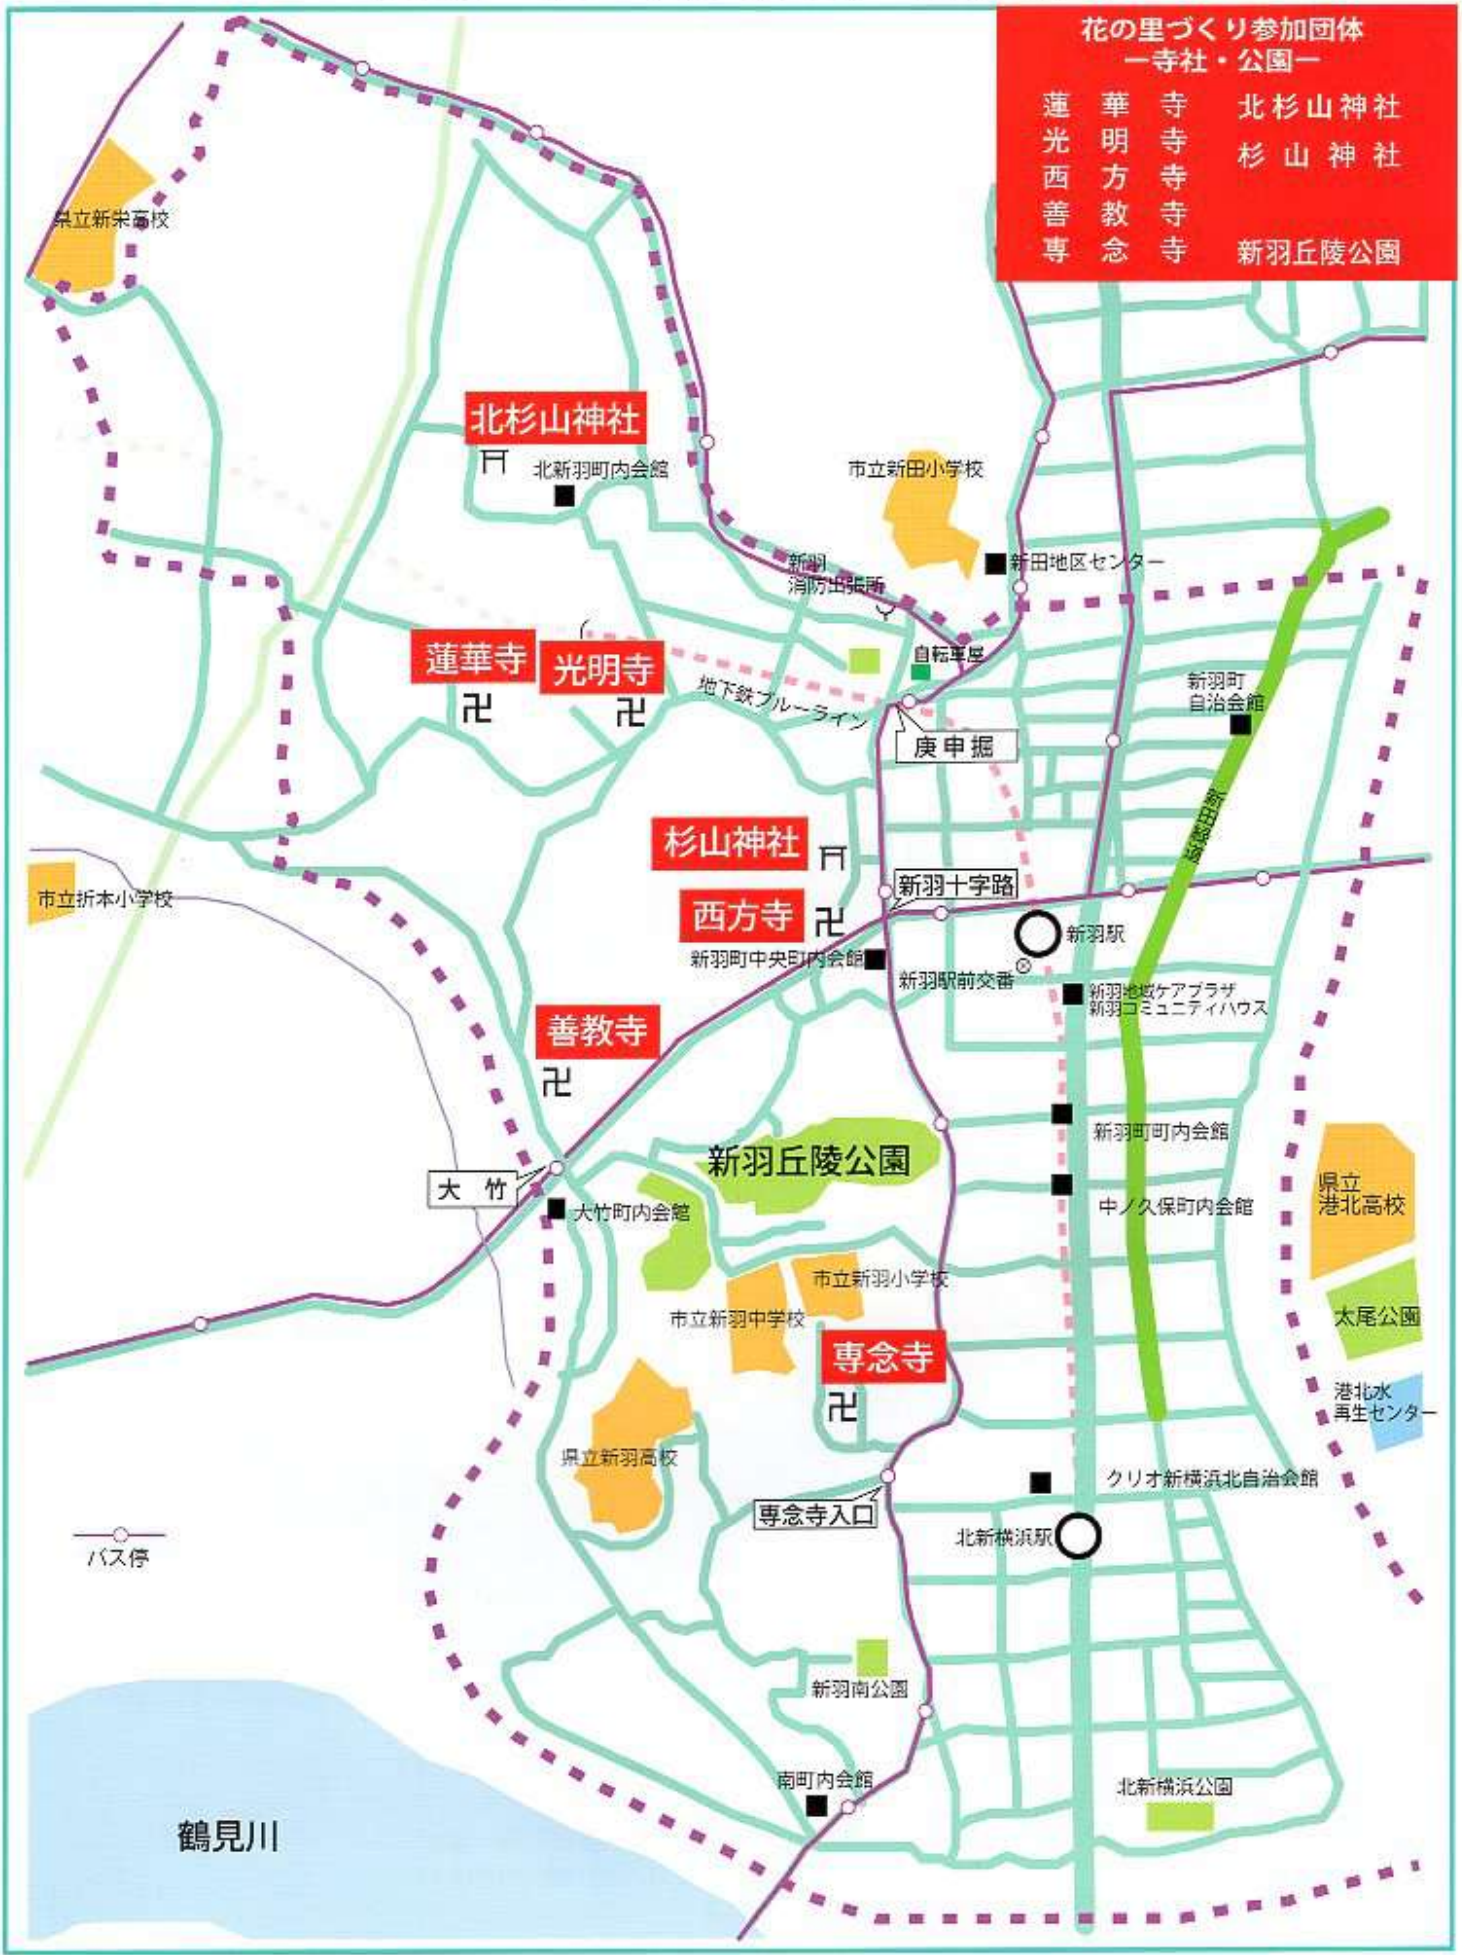 花の里づくり参加団体
ー寺社・公園ー
蓮華寺 北杉山神社
光明寺 杉山神社
西方寺
善教寺
専念寺 新羽丘陵公園
県立新栄高校
北杉山神社
北新羽町内会館
市立新田小学校
新田地区センター
新羽
消防出張所
自転車屋
蓮華寺
光明寺
地下鉄ブルーライン
庚申掘
新羽町
自治会館
新田緑道
杉山神社
市立折本小学校
新羽十字路
西方寺
新羽駅
新羽町中央町内会館
新羽駅前交番
新羽地域ケアプラザ
新羽コミュニティハウス
善教寺
新羽町町内会館
新羽丘陵公園
大竹
大竹町内会館
中ノ久保町内会館
県立
港北高校
市立新羽小学校
市立新羽中学校
太尾公園
専念寺
港北水
再生センター
県立新羽高校
クリオ新横浜北自治会館
専念寺入口
北新横浜駅
バス停
新羽南公園
南町内会館
北新横浜公園
鶴見川